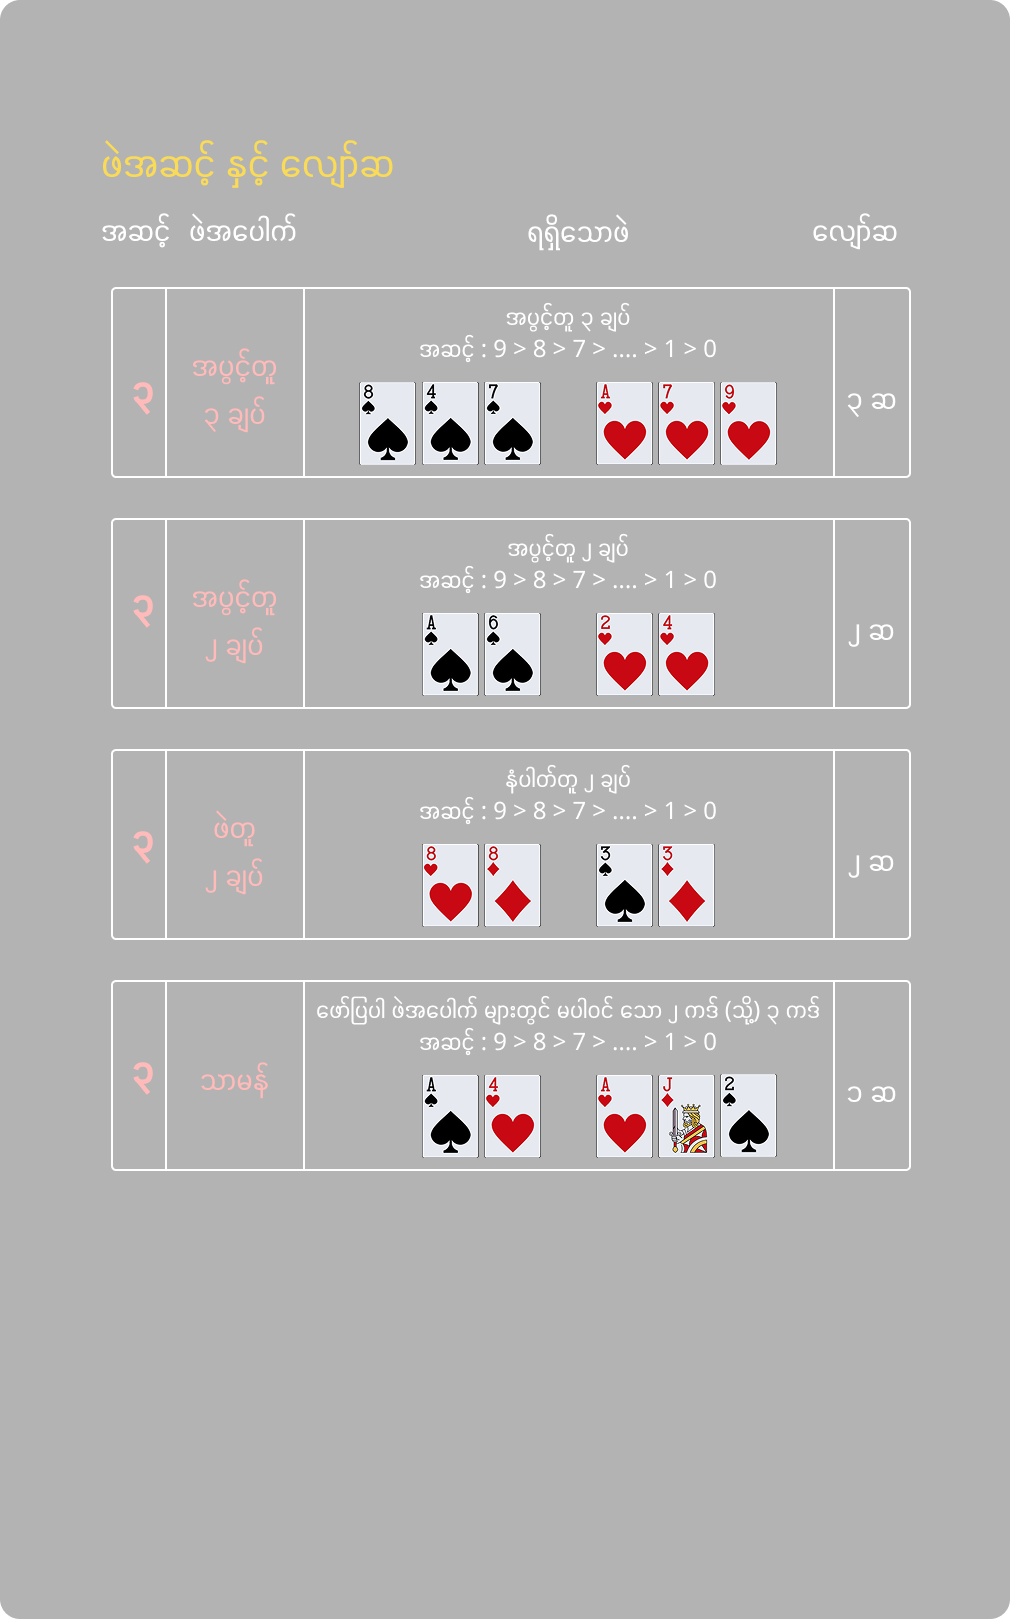 ဖဲအဆင့် နှင့် လျော်ဆ
အဆင့် ဖဲအပေါက် ရရှိသောဖဲ လျော်ဆ
၃
အပွင့်တူ
၃ ချပ်
အပွင့်တူ ၃ ချပ်
အဆင့် : 9 > 8 > 7 > .... > 1 > 0
8 4 7 A 7 9
၃ ဆ
၃
အပွင့်တူ
၂ ချပ်
အပွင့်တူ ၂ ချပ်
အဆင့် : 9 > 8 > 7 > .... > 1 > 0
A 6 2 4
၂ ဆ
၃
ဖဲတူ
၂ ချပ်
နံပါတ်တူ ၂ ချပ်
အဆင့် : 9 > 8 > 7 > .... > 1 > 0
8 8 3 3
၂ ဆ
၃
သာမန်
ဖော်ပြပါ ဖဲအပေါက် များတွင် မပါဝင် သော ၂ ကဒ် (သို့) ၃ ကဒ်
အဆင့် : 9 > 8 > 7 > .... > 1 > 0
A 4 A J 2
၁ ဆ